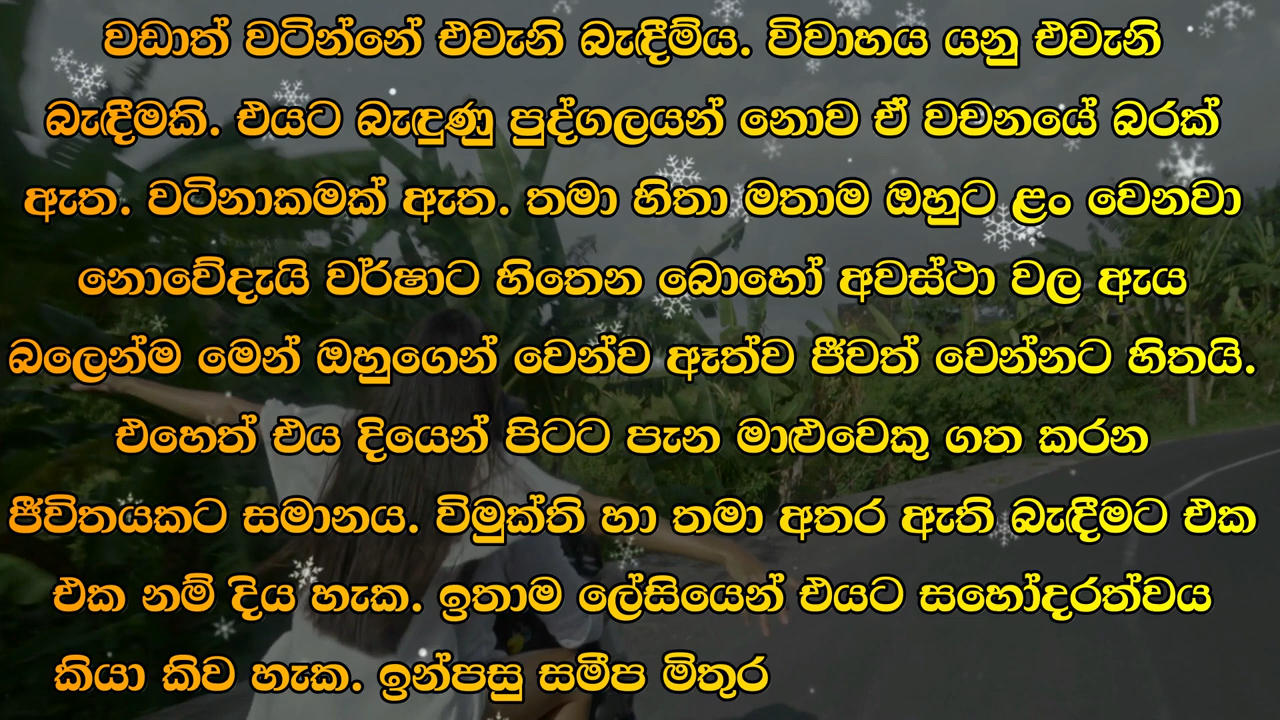 වඩාත් වටින්නේ එවැනි බැඳීම්ය. විවාහය යනු එවැනි
බැඳීමකි. එයට බැඳුණු පුද්ගලයන් නොව ඒ වචනයේ බරක්
ඇත. වටිනාකමක් ඇත. තමා හිතා මතාම ඔහුට ළං වෙනවා
නොවේදැයි වර්ෂාට හිතෙන බොහෝ අවස්ථා වල ඇය
බලෙන්ම මෙන් ඔහුගෙන් වෙන්ව ඈත්ව ජීවත් වෙන්නට හිතයි.
එහෙත් එය දියෙන් පිටට පැන මාළුවෙකු ගත කරන
ජීවිතයකට සමානය. විමුක්ති හා තමා අතර ඇති බැඳීමට එක
එක නම් දිය හැක. ඉතාම ලේසියෙන් එයට සහෝදරත්වය
කියා කිව හැක. ඉන්පසු සමීප මිතුර